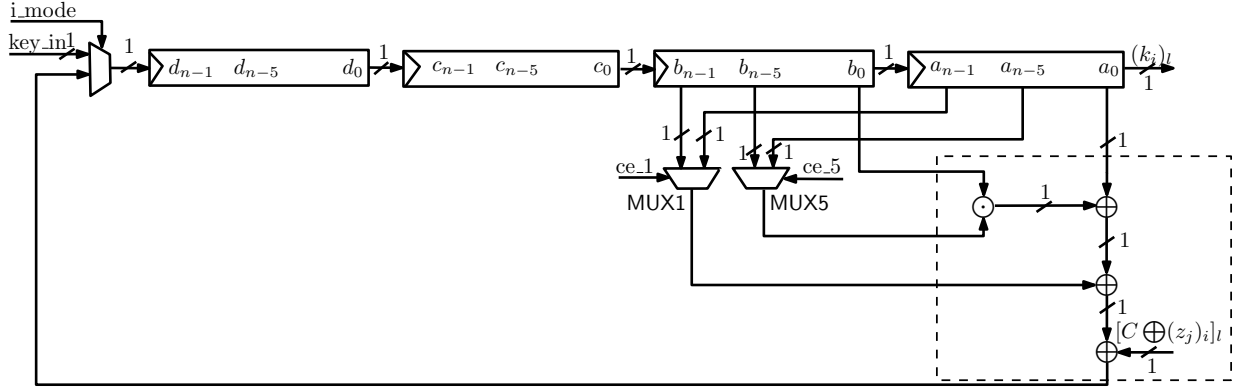 i_mode
key_in 1
1
d_{n−1} d_{n−5} d_0
1
c_{n−1} c_{n−5} c_0
1
b_{n−1} b_{n−5} b_0
1
a_{n−1} a_{n−5} a_0
(k_i)_l
1
1 1
1 1
1
ce_1
ce_5
MUX1
MUX5
1
1
1
[C ⊕(z_j)_i]_l
1